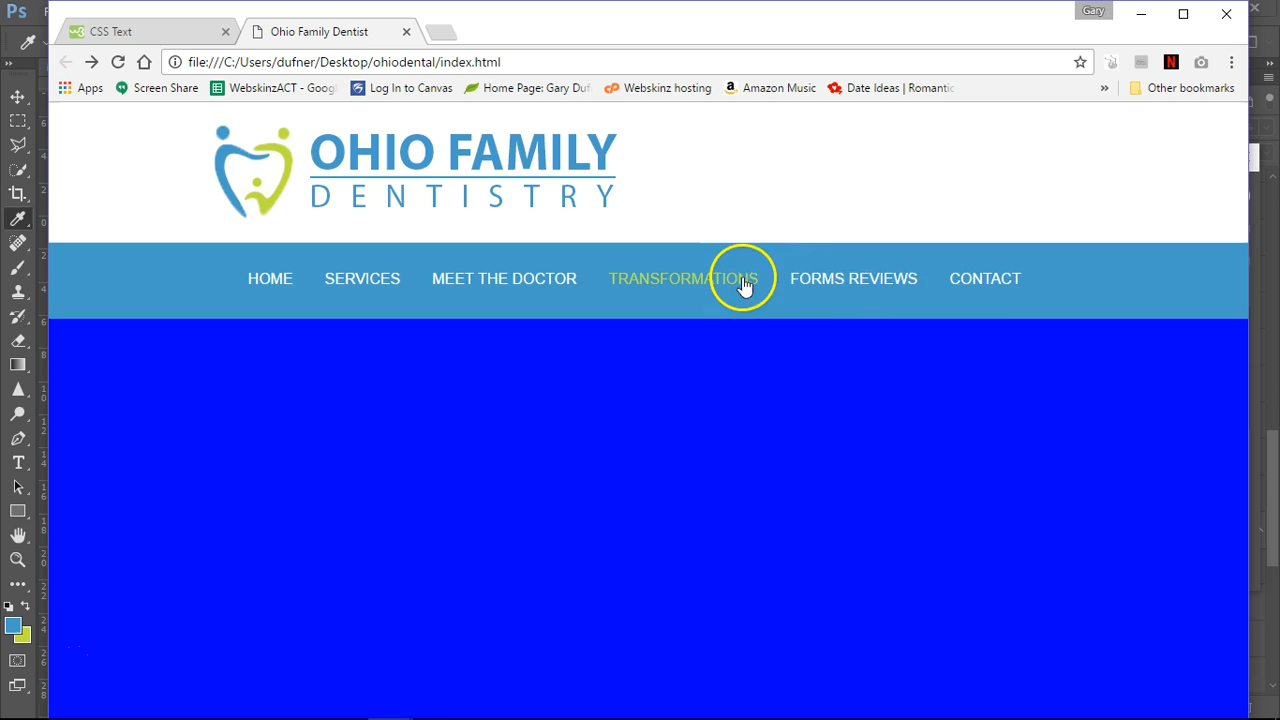 Ps
Gary
CSS Text
Ohio Family Dentist
file:///C:/Users/dufner/Desktop/ohiodental/index.html
Apps Screen Share WebskinzACT - Googl Log In to Canvas Home Page: Gary Duf Webskinz hosting Amazon Music Date Ideas | Romantic » Other bookmarks
OHIO FAMILY
DENTISTRY
HOME SERVICES MEET THE DOCTOR TRANSFORMATIONS FORMS REVIEWS CONTACT